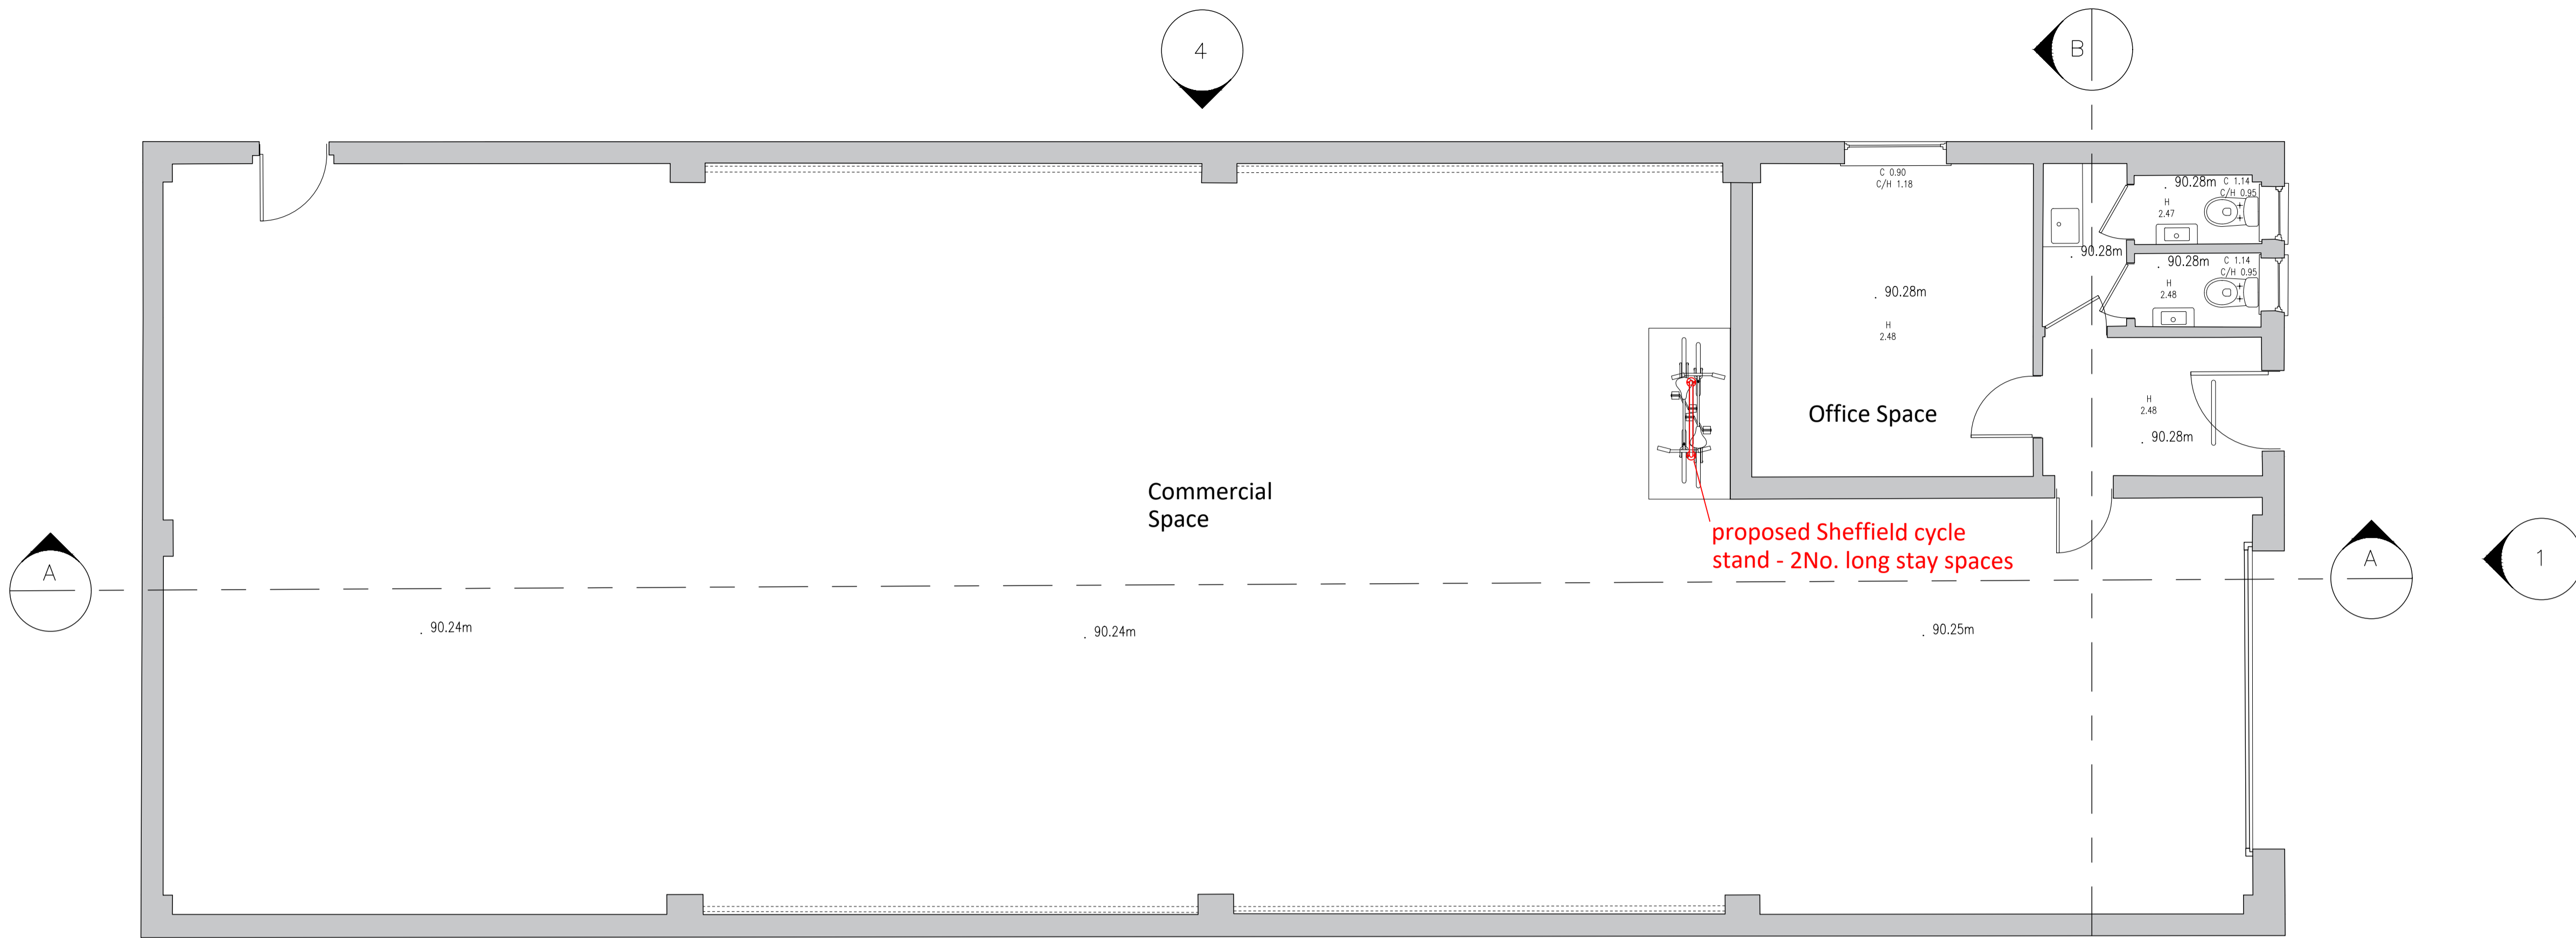 4
B
C 0.90
C/H 1.18
90.28m
C 1.14
C/H 0.95
H
2.47
90.28m
90.28m
C 1.14
C/H 0.95
H
2.48
90.28m
H
2.48
Office Space
H
2.48
90.28m
Commercial
Space
proposed Sheffield cycle
stand - 2No. long stay spaces
A
A
1
90.24m
90.24m
90.25m